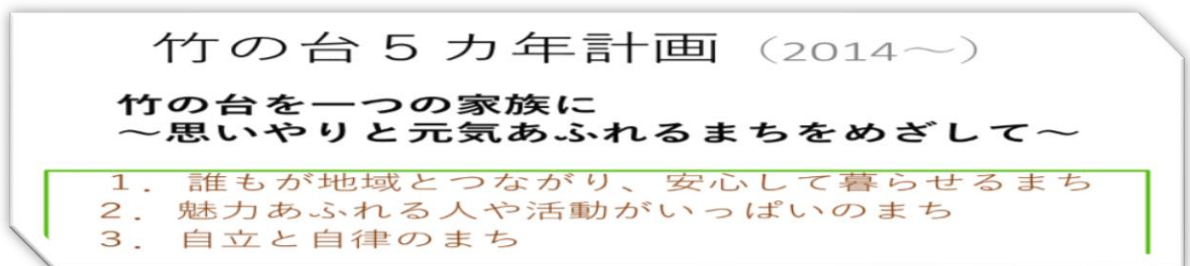 竹の台５カ年計画（2014～）
竹の台を一つの家族に
～思いやりと元気あふれるまちをめざして～
１．誰もが地域とつながり、安心して暮らせるまち
２．魅力あふれる人や活動がいっぱいのまち
３．自立と自律のまち